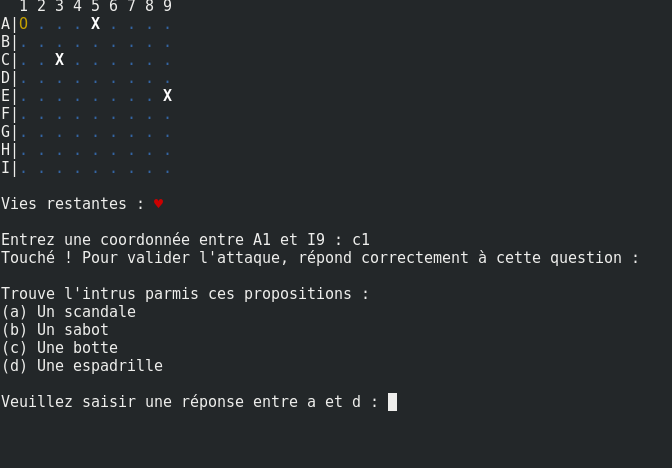 1 2 3 4 5 6 7 8 9
A|O . . . X . . . .
B|. . . . . . . . .
C|. . X . . . . . .
D|. . . . . . . . .
E|. . . . . . . . X
F|. . . . . . . . .
G|. . . . . . . . .
H|. . . . . . . . .
I|. . . . . . . . .
Vies restantes : ♥
Entrez une coordonnée entre A1 et I9 : c1
Touché ! Pour valider l'attaque, répond correctement à cette question :
Trouve l'intrus parmis ces propositions :
(a) Un scandale
(b) Un sabot
(c) Une botte
(d) Une espadrille
Veuillez saisir une réponse entre a et d :